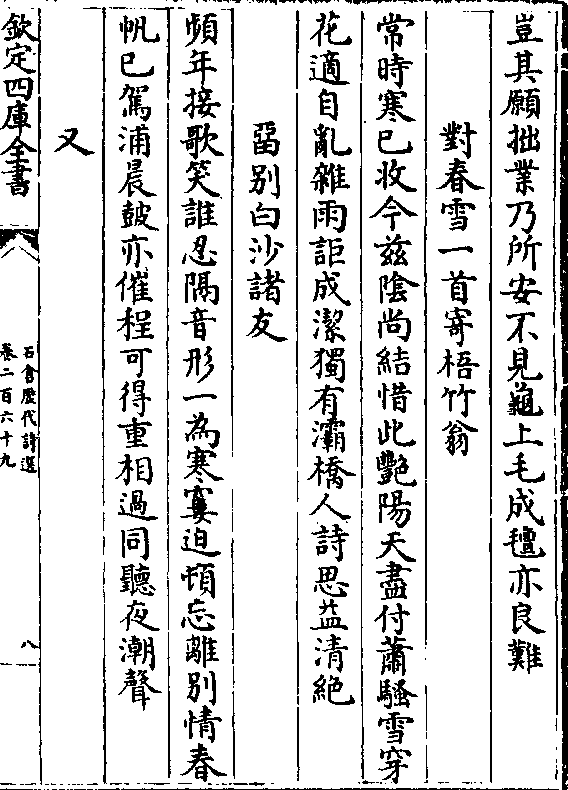 豈其願拙業乃所安不見龜上毛成氊亦良難
對春雪一首寄梧竹翁
常時寒已收今兹陰尚結惜此艷陽天盡付蕭騷雪穿
花適自亂雜雨詎成潔獨有灞橋人詩思益清絶
留别白沙諸友
頻年接歌笑誰忍隔音形一為寒窶迫頓忘離别情春
帆已駕浦晨鼓亦催程可得重相過同聽夜潮聲
又
欽定四庫全書
石倉歴代詩選
卷二百六十九
八